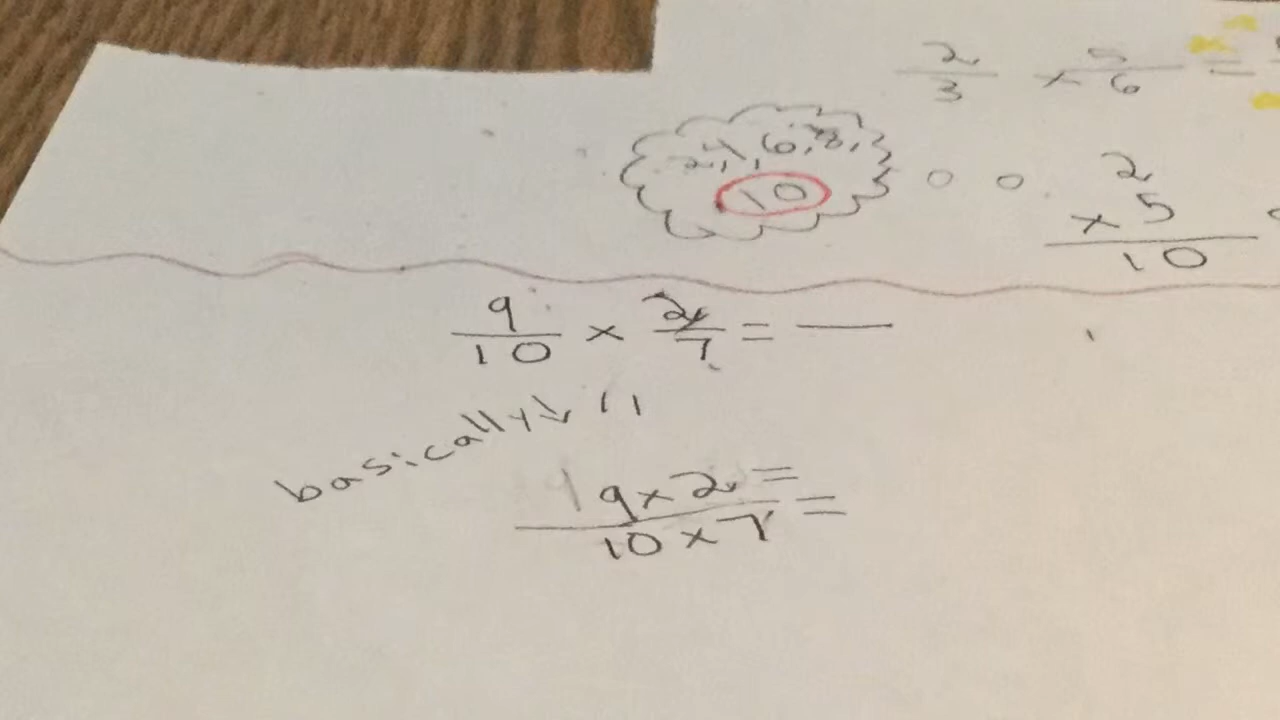 2/3 × 5/6 =
2, 4, 6, 8,
10
2
× 5
10
9/10 × 2/7 =
basically
9 × 2 =
10 × 7 =